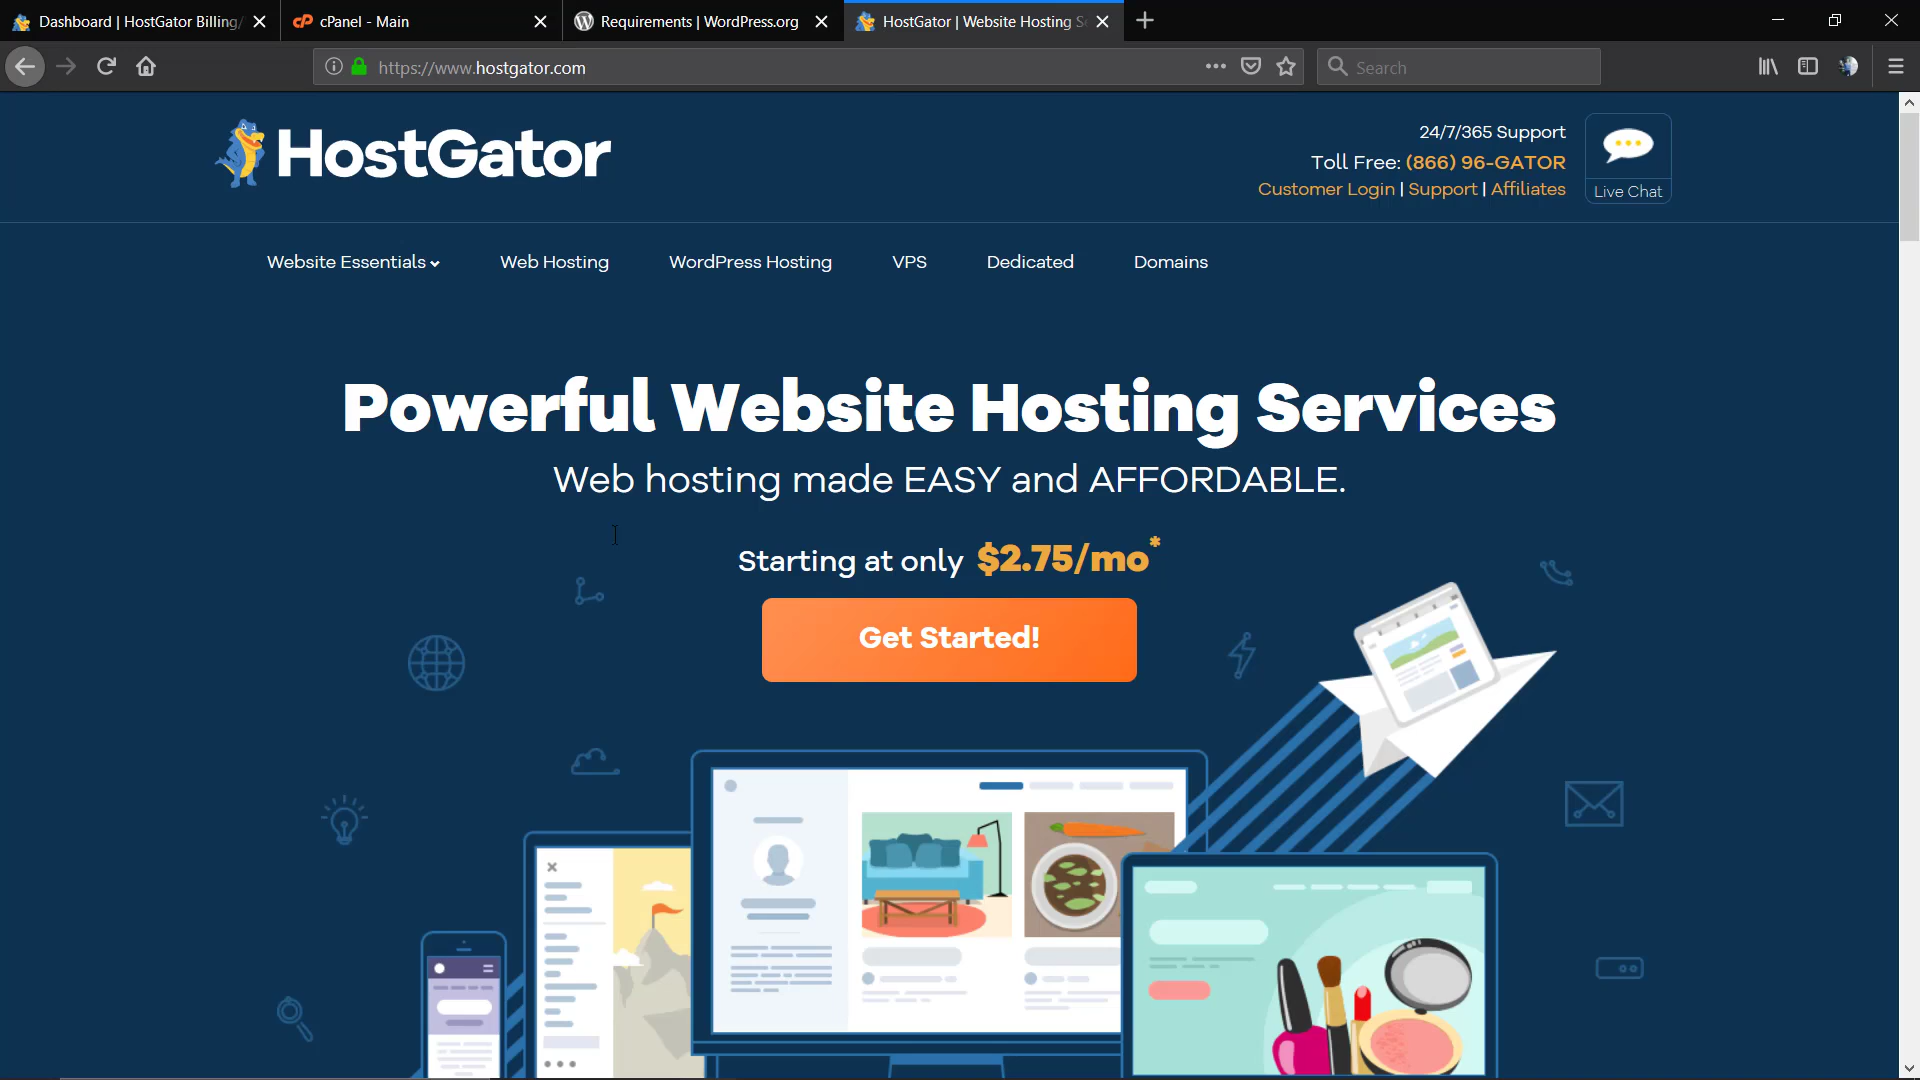 Dashboard | HostGator Billing/
cPanel - Main
Requirements | WordPress.org
HostGator | Website Hosting S
https://www.hostgator.com
Search
HostGator
24/7/365 Support
Toll Free: (866) 96-GATOR
Customer Login | Support | Affiliates
Live Chat
Website Essentials
Web Hosting
WordPress Hosting
VPS
Dedicated
Domains
Powerful Website Hosting Services
Web hosting made EASY and AFFORDABLE.
Starting at only $2.75/mo*
Get Started!